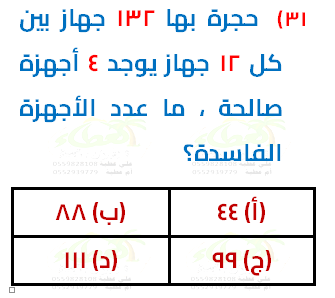 ٣١) حجرة بها ١٣٢ جهاز بين
كل ١٢ جهاز يوجد ٤ أجهزة
صالحة ، ما عدد الأجهزة
الفاسدة؟
(أ) ٤٤
(ب) ٨٨
(ج) ٩٩
(د) ١١١